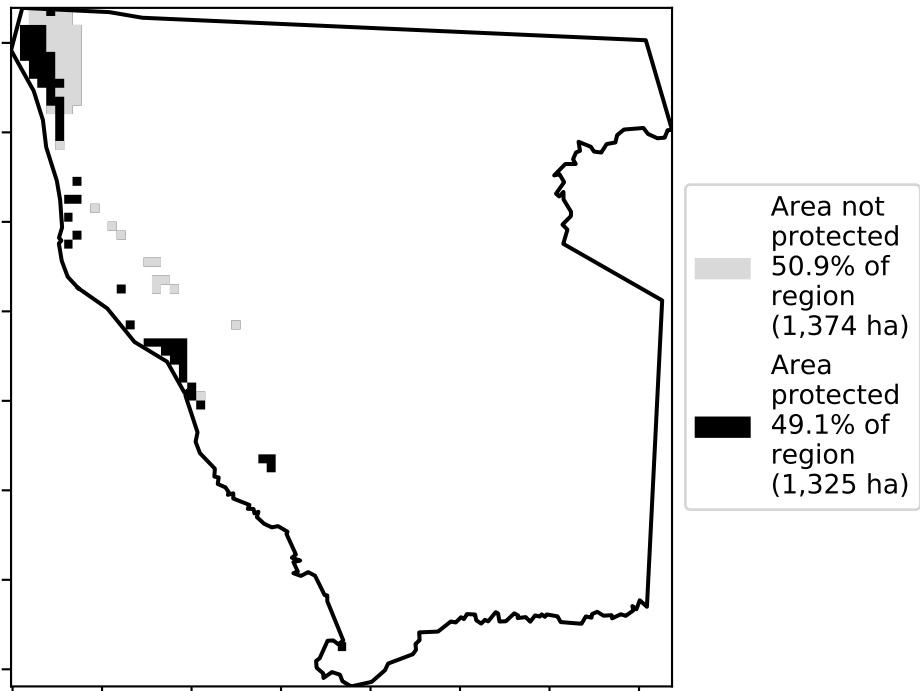 Area not
protected
50.9% of
region
(1,374 ha)
Area
protected
49.1% of
region
(1,325 ha)